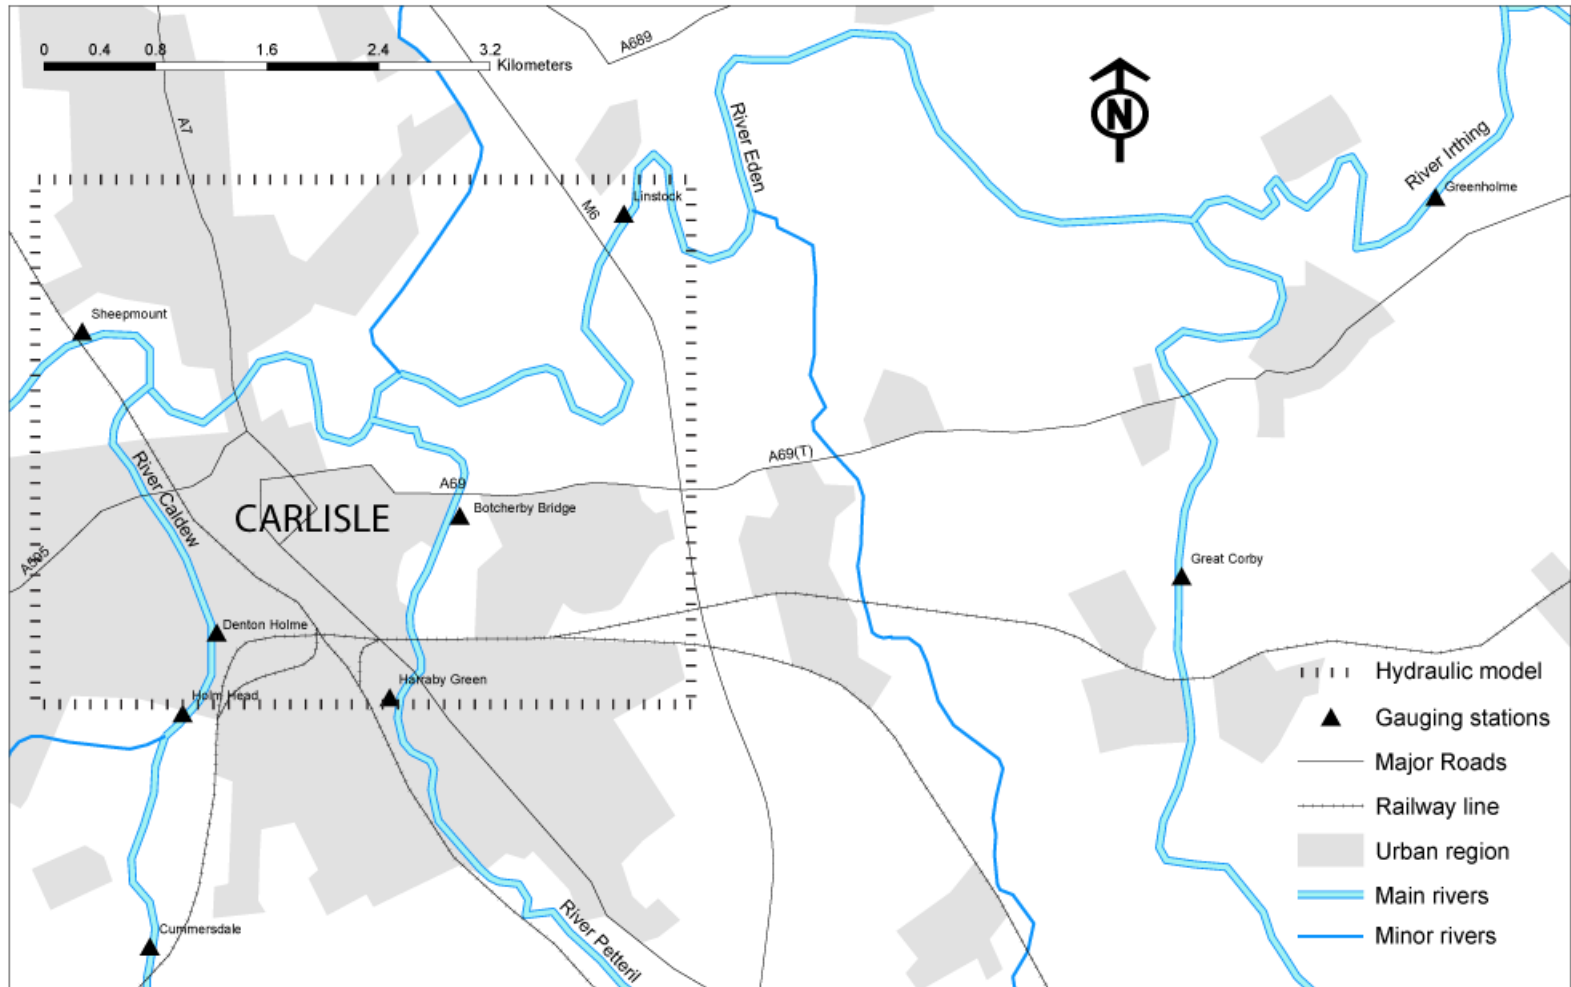 0 0.4 0.8 1.6 2.4 3.2
Kilometers
A689
A7
N
River Eden
River Irthing
Greenholme
Linstock
M6
Sheepmount
A69(T)
River Caldew
A69
CARLISLE
Botcherby Bridge
A595
Great Corby
Denton Holme
Harraby Green
Holm Head
Cummersdale
River Petteril
Hydraulic model
Gauging stations
Major Roads
Railway line
Urban region
Main rivers
Minor rivers